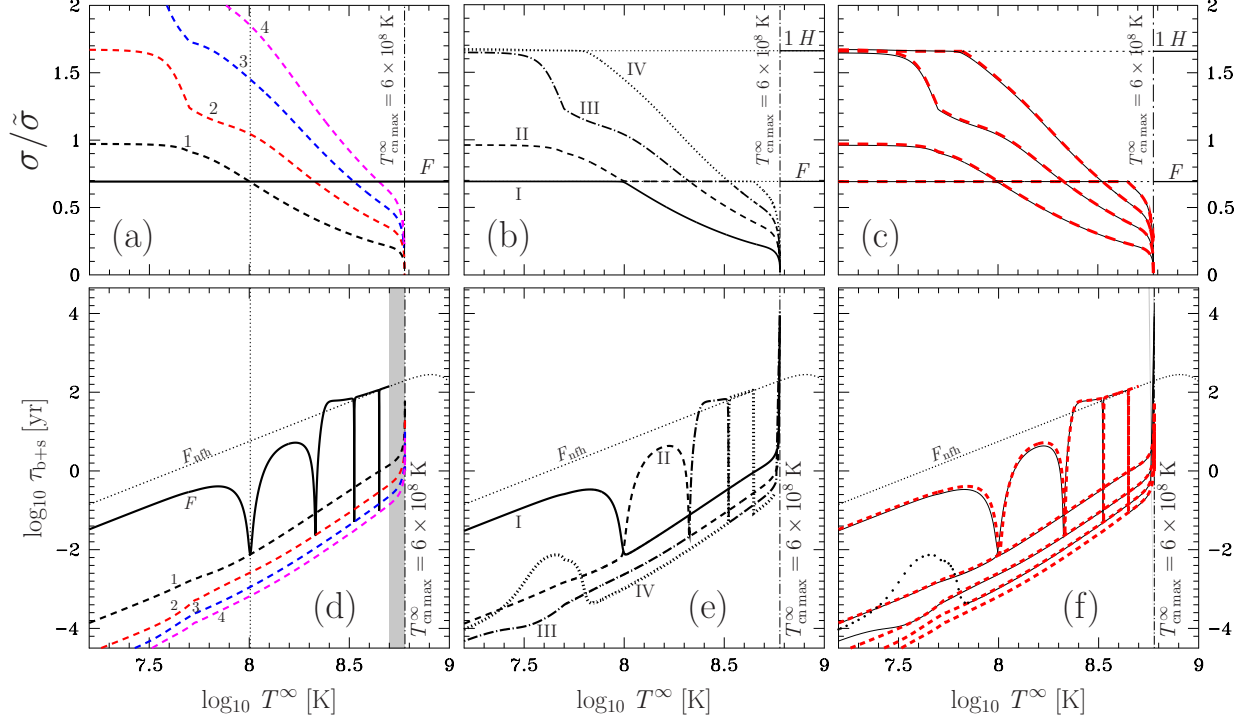 σ/σ̃
2
1.5
1
0.5
0
4
3
2
1
F
T∞cn max = 6 × 10⁸ K
(a)
1 H
IV
III
II
I
F
T∞cn max = 6 × 10⁸ K
(b)
1 H
F
T∞cn max = 6 × 10⁸ K
(c)
2
1.5
1
0.5
0
log₁₀ τb+s [yr]
4
2
0
−2
−4
Fnfh
F
1
2
3
4
T∞cn max = 6 × 10⁸ K
(d)
Fnfh
II
I
IV
III
T∞cn max = 6 × 10⁸ K
(e)
Fnfh
T∞cn max = 6 × 10⁸ K
(f)
4
2
0
−2
−4
7.5 8 8.5 9
7.5 8 8.5 9
7.5 8 8.5 9
log₁₀ T∞ [K]
log₁₀ T∞ [K]
log₁₀ T∞ [K]